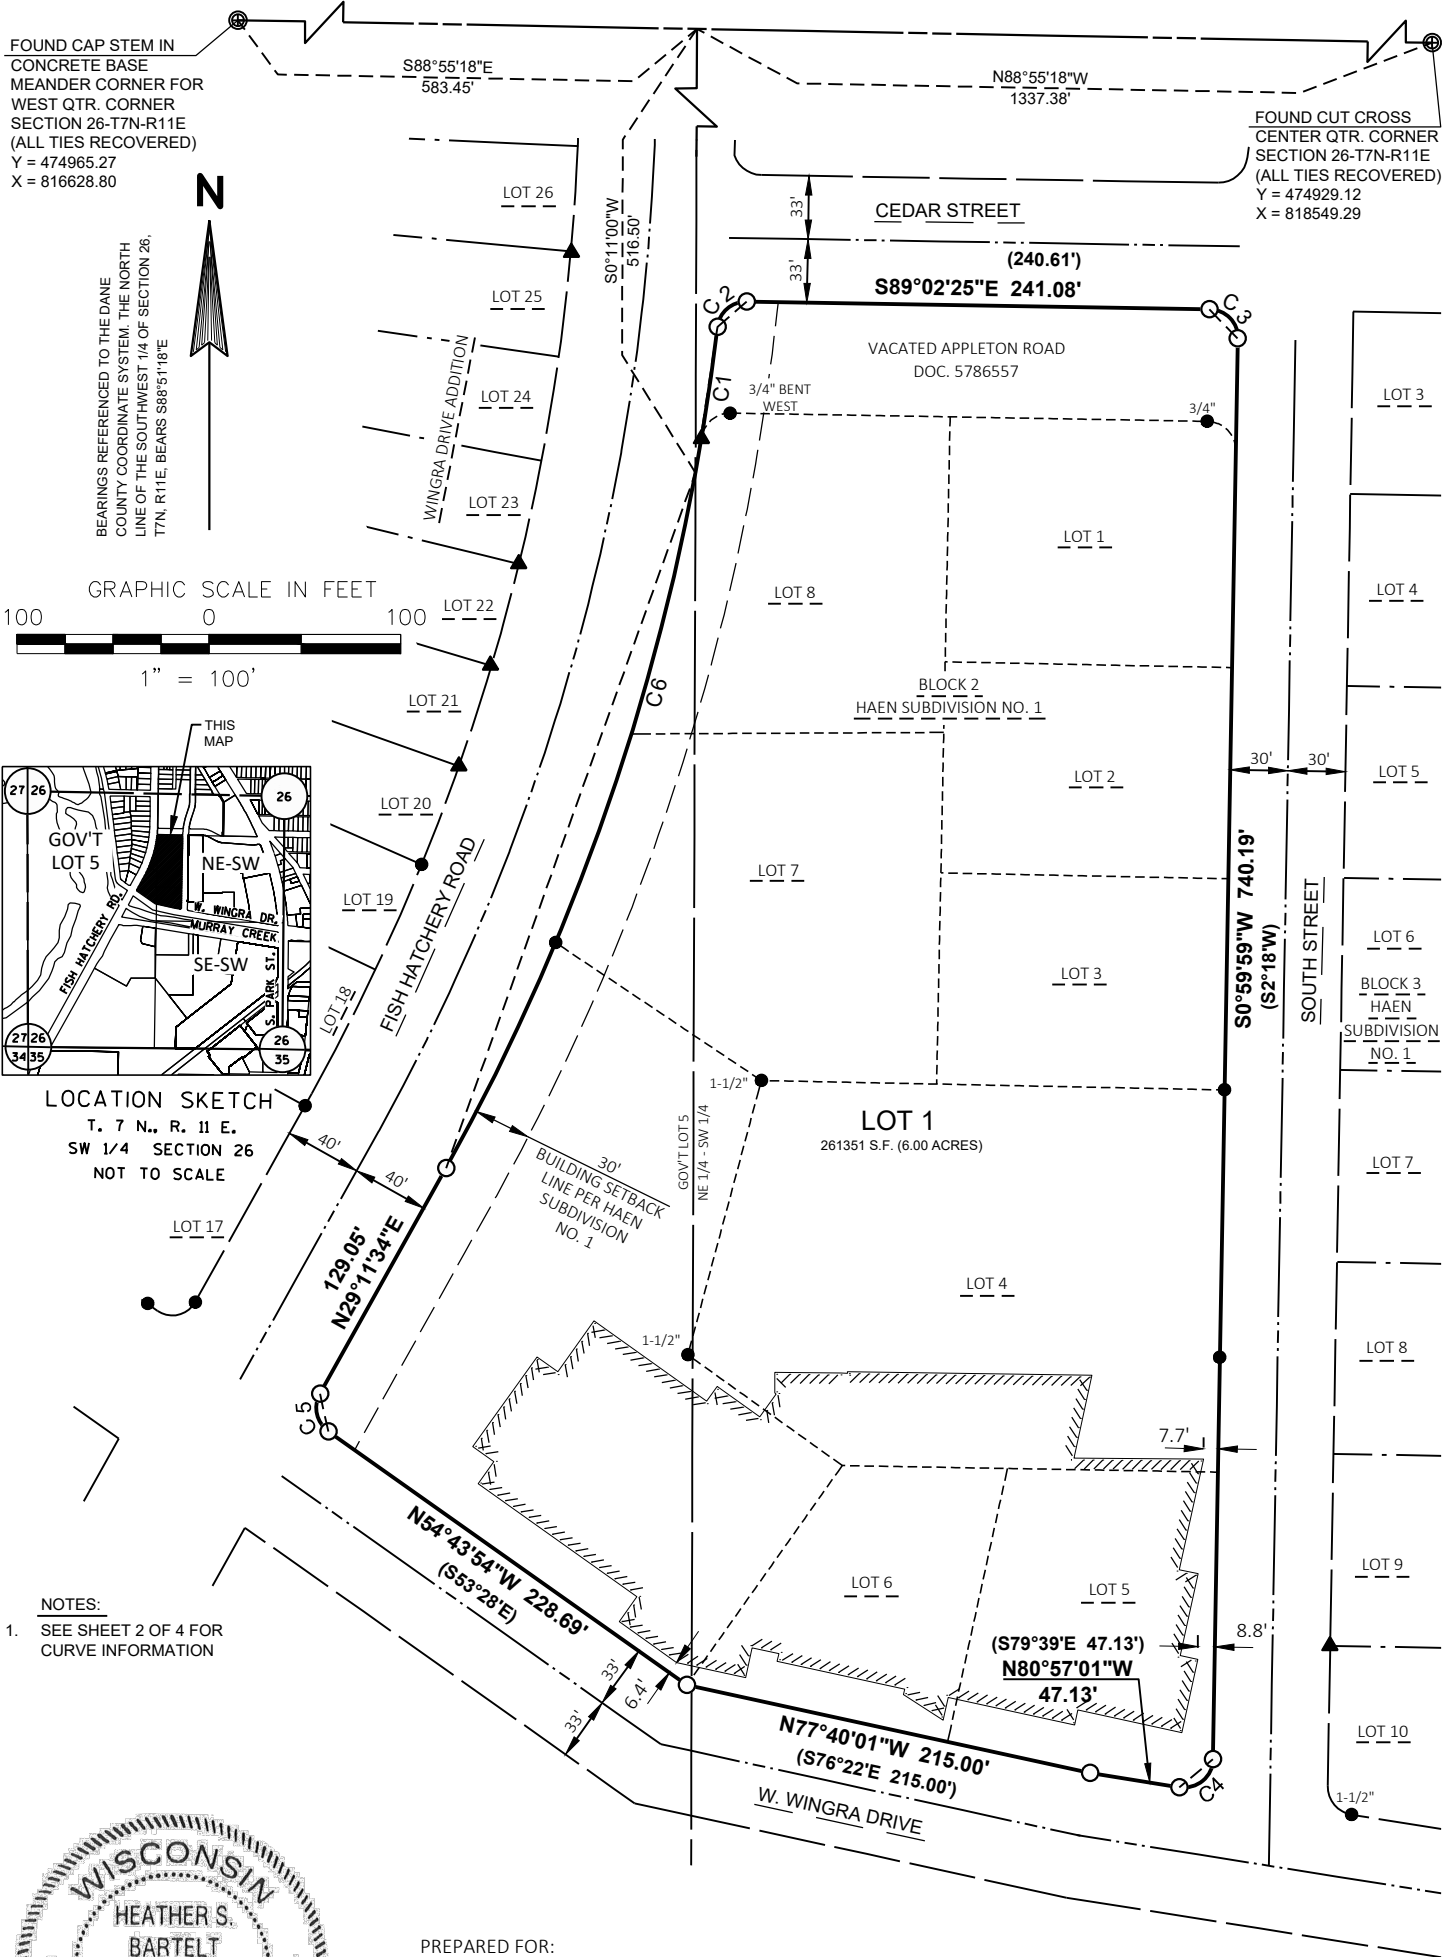 FOUND CAP STEM IN
CONCRETE BASE
MEANDER CORNER FOR
WEST QTR. CORNER
SECTION 26-T7N-R11E
(ALL TIES RECOVERED)
Y = 474965.27
X = 816628.80
S88°55'18"E
583.45'
N88°55'18"W
1337.38'
FOUND CUT CROSS
CENTER QTR. CORNER
SECTION 26-T7N-R11E
(ALL TIES RECOVERED)
Y = 474929.12
X = 818549.29
N
BEARINGS REFERENCED TO THE DANE
COUNTY COORDINATE SYSTEM. THE NORTH
LINE OF THE SOUTHWEST 1/4 OF SECTION 26,
T7N, R11E, BEARS S88°51'18"E
S0°11'00"W
516.50'
33'
CEDAR STREET
33'
(240.61')
S89°02'25"E 241.08'
C 2
C 3
C1
VACATED APPLETON ROAD
DOC. 5786557
3/4" BENT
WEST
3/4"
LOT 26
LOT 25
LOT 24
LOT 23
LOT 22
LOT 21
LOT 20
LOT 19
LOT 18
LOT 17
WINGRA DRIVE ADDITION
GRAPHIC SCALE IN FEET
100 0 100
1" = 100'
THIS
MAP
27 26
26
GOV'T
LOT 5
NE-SW
W. WINGRA DR.
MURRAY CREEK
FISH HATCHERY RD.
SE-SW
S. PARK ST.
27 26
34 35
26
35
LOCATION SKETCH
T. 7 N., R. 11 E.
SW 1/4 SECTION 26
NOT TO SCALE
FISH HATCHERY ROAD
40'
40'
C6
LOT 1
LOT 8
BLOCK 2
HAEN SUBDIVISION NO. 1
LOT 2
LOT 7
LOT 3
1-1/2"
LOT 1
261351 S.F. (6.00 ACRES)
GOV'T LOT 5
NE 1/4 - SW 1/4
30'
BUILDING SETBACK
LINE PER HAEN
SUBDIVISION
NO. 1
LOT 4
1-1/2"
129.05'
N29°11'34"E
C 5
30'
30'
S0°59'59"W 740.19'
(S2°18'W)
SOUTH STREET
LOT 3
LOT 4
LOT 5
LOT 6
BLOCK 3
HAEN
SUBDIVISION
NO. 1
LOT 7
LOT 8
LOT 9
LOT 10
1-1/2"
7.7'
8.8'
LOT 6
LOT 5
N54°43'54"W 228.69'
(S53°28'E)
33'
6.4'
33'
(S79°39'E 47.13')
N80°57'01"W
47.13'
N77°40'01"W 215.00'
(S76°22'E 215.00')
C4
W. WINGRA DRIVE
NOTES:
1. SEE SHEET 2 OF 4 FOR
CURVE INFORMATION
WISCONSIN
HEATHER S.
BARTELT
PREPARED FOR: